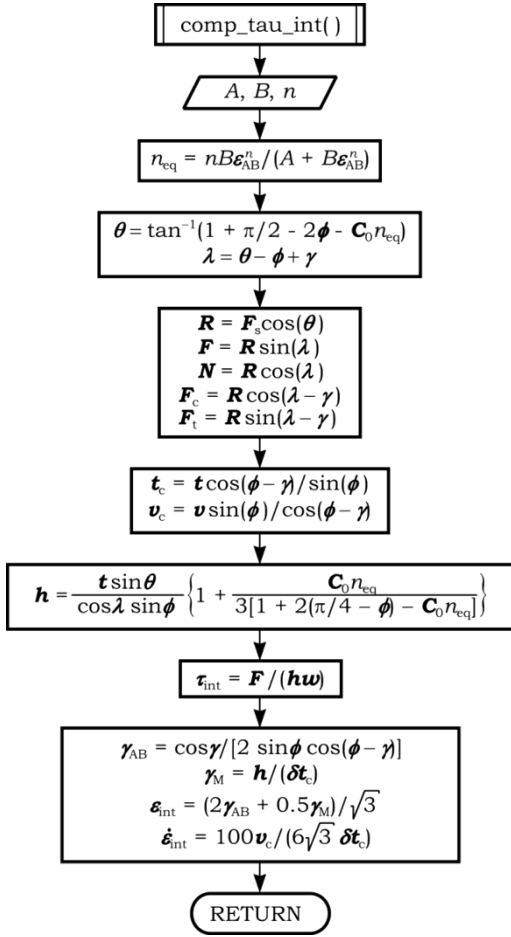 comp_tau_int( )
A, B, n
n_eq = nBε_AB^n/(A + Bε_AB^n)
θ = tan⁻¹(1 + π/2 - 2ϕ - C₀n_eq)
λ = θ − ϕ + γ
R = F_s cos(θ)
F = R sin(λ)
N = R cos(λ)
F_c = R cos(λ − γ)
F_t = R sin(λ − γ)
t_c = t cos(ϕ − γ)/sin(ϕ)
v_c = v sin(ϕ)/cos(ϕ − γ)
h = (t sinθ)/(cosλ sinϕ) {1 + (C₀n_eq)/(3[1 + 2(π/4 − ϕ) − C₀n_eq])}
τ_int = F/(hw)
γ_AB = cosγ/[2 sinϕ cos(ϕ − γ)]
γ_M = h/(δt_c)
ε_int = (2γ_AB + 0.5γ_M)/√3
ε̇_int = 100v_c/(6√3 δt_c)
RETURN